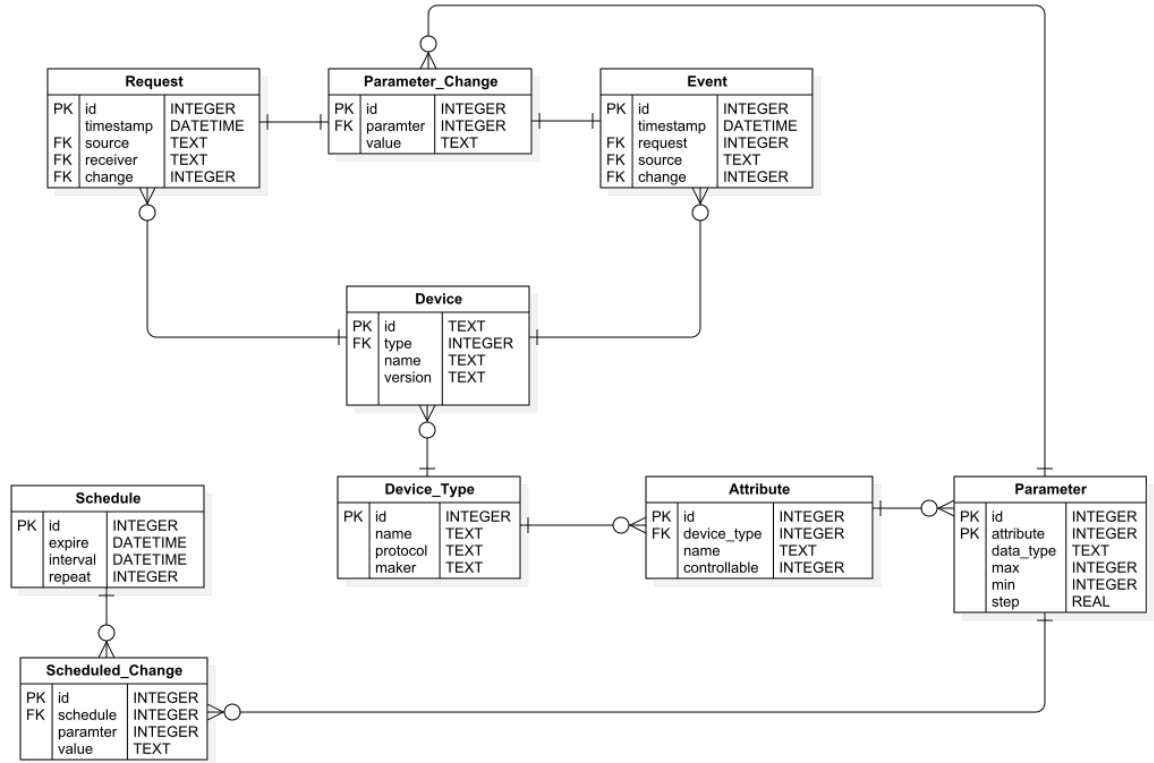 Request
PK id INTEGER
timestamp DATETIME
FK source TEXT
FK receiver TEXT
FK change INTEGER
Parameter_Change
PK id INTEGER
FK paramter INTEGER
value TEXT
Event
PK id INTEGER
timestamp DATETIME
FK request INTEGER
FK source TEXT
FK change INTEGER
Device
PK id TEXT
FK type INTEGER
name TEXT
version TEXT
Schedule
PK id INTEGER
expire DATETIME
interval DATETIME
repeat INTEGER
Device_Type
PK id INTEGER
name TEXT
protocol TEXT
maker TEXT
Attribute
PK id INTEGER
FK device_type INTEGER
name TEXT
controllable INTEGER
Parameter
PK id INTEGER
PK attribute INTEGER
data_type TEXT
max INTEGER
min INTEGER
step REAL
Scheduled_Change
PK id INTEGER
FK schedule INTEGER
paramter INTEGER
value TEXT